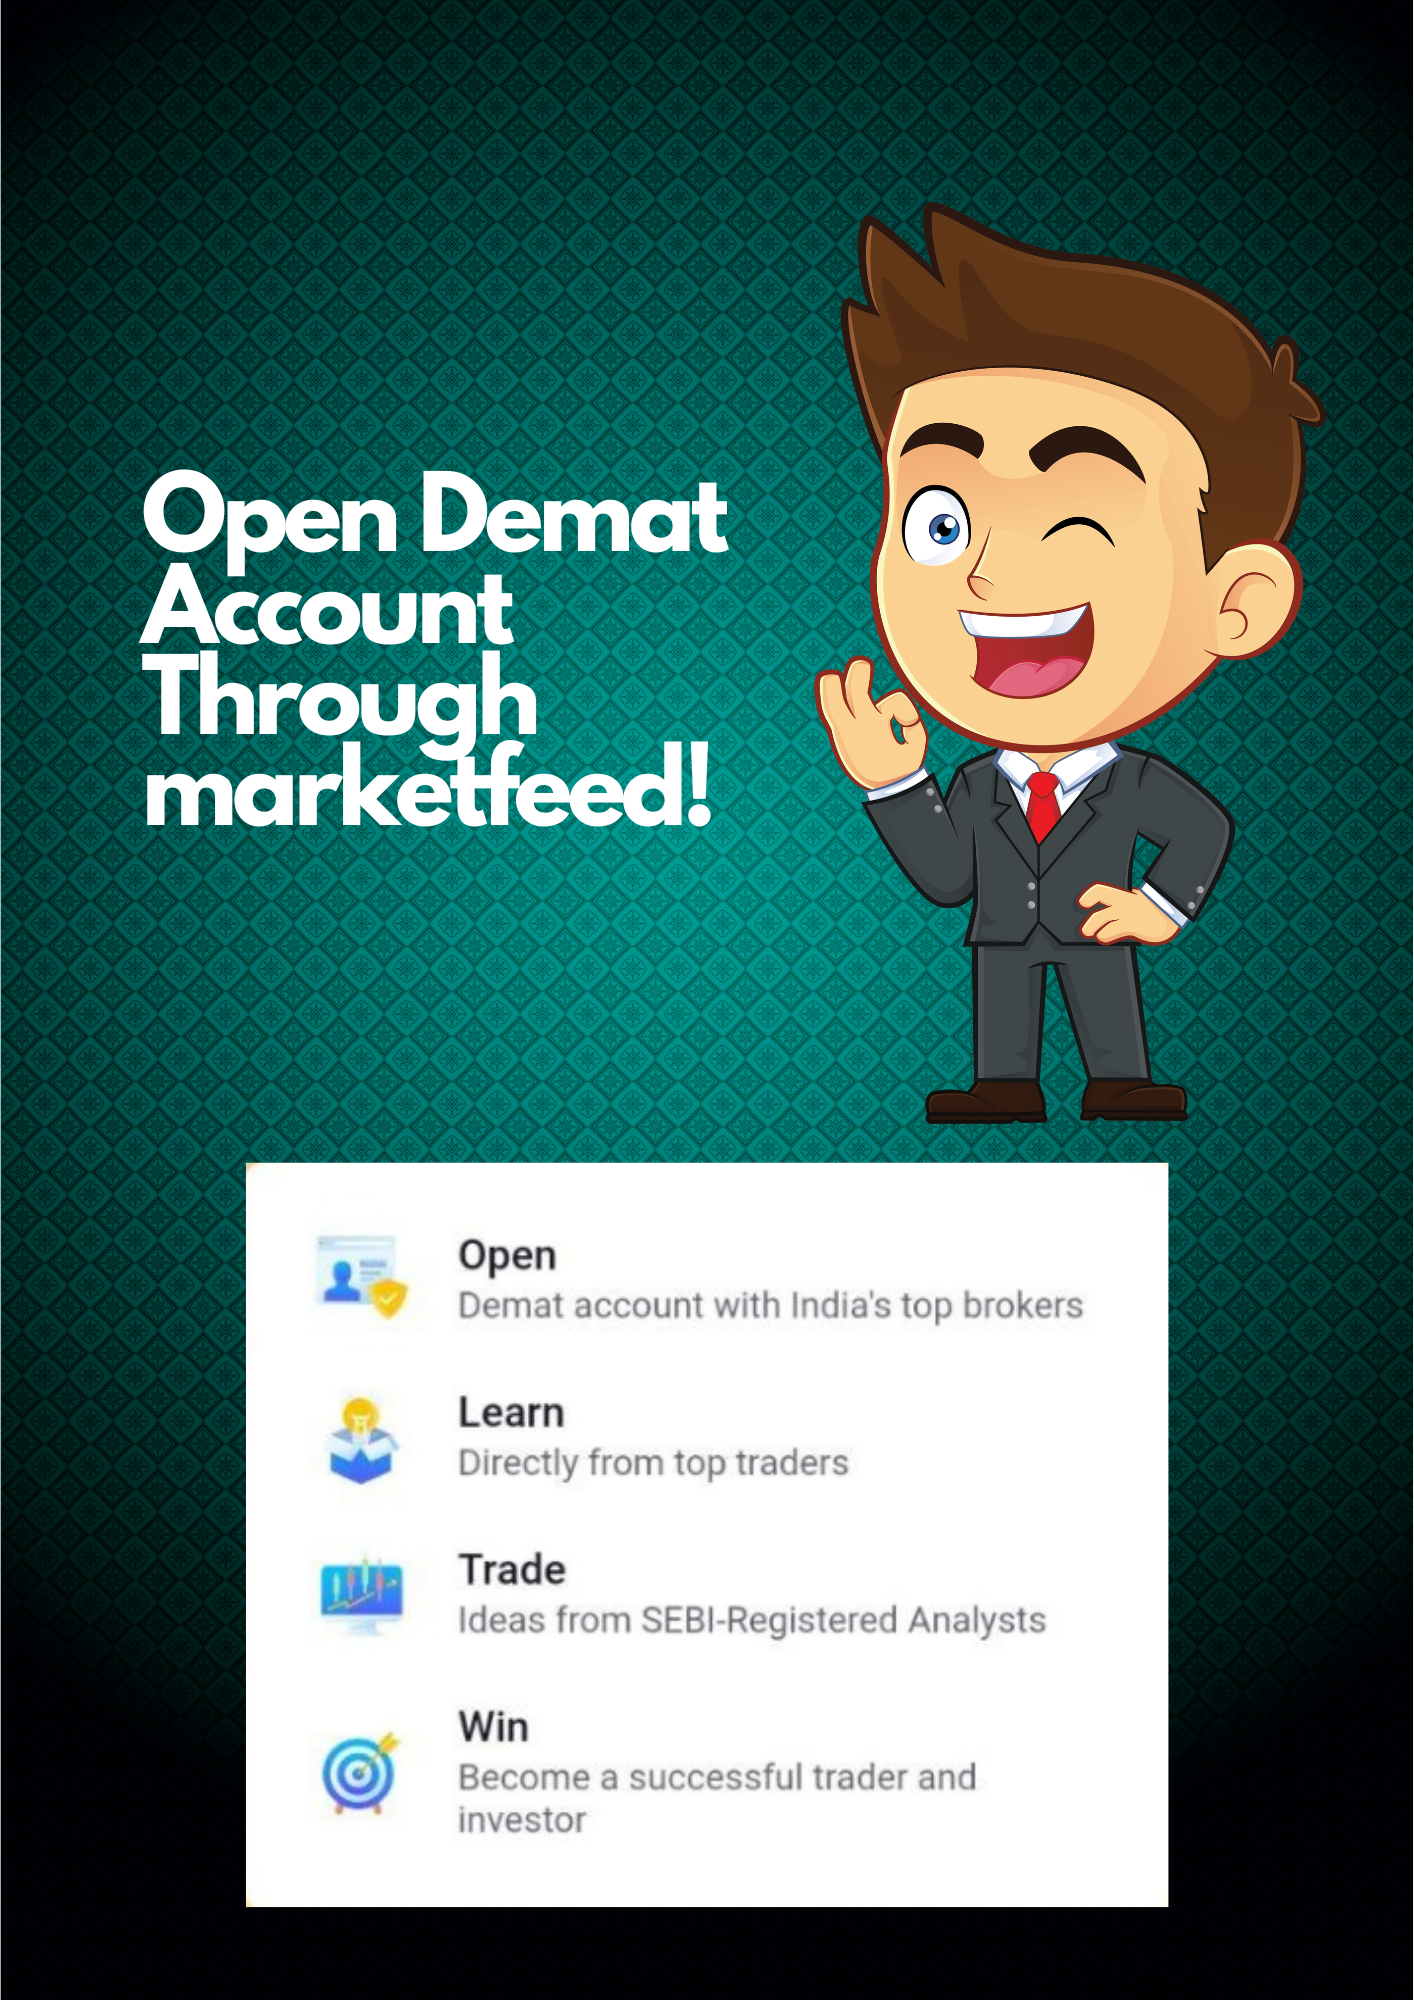 Open Demat
Account
Through
marketfeed!
Open
Demat account with India's top brokers
Learn
Directly from top traders
Trade
Ideas from SEBI-Registered Analysts
Win
Become a successful trader and
investor